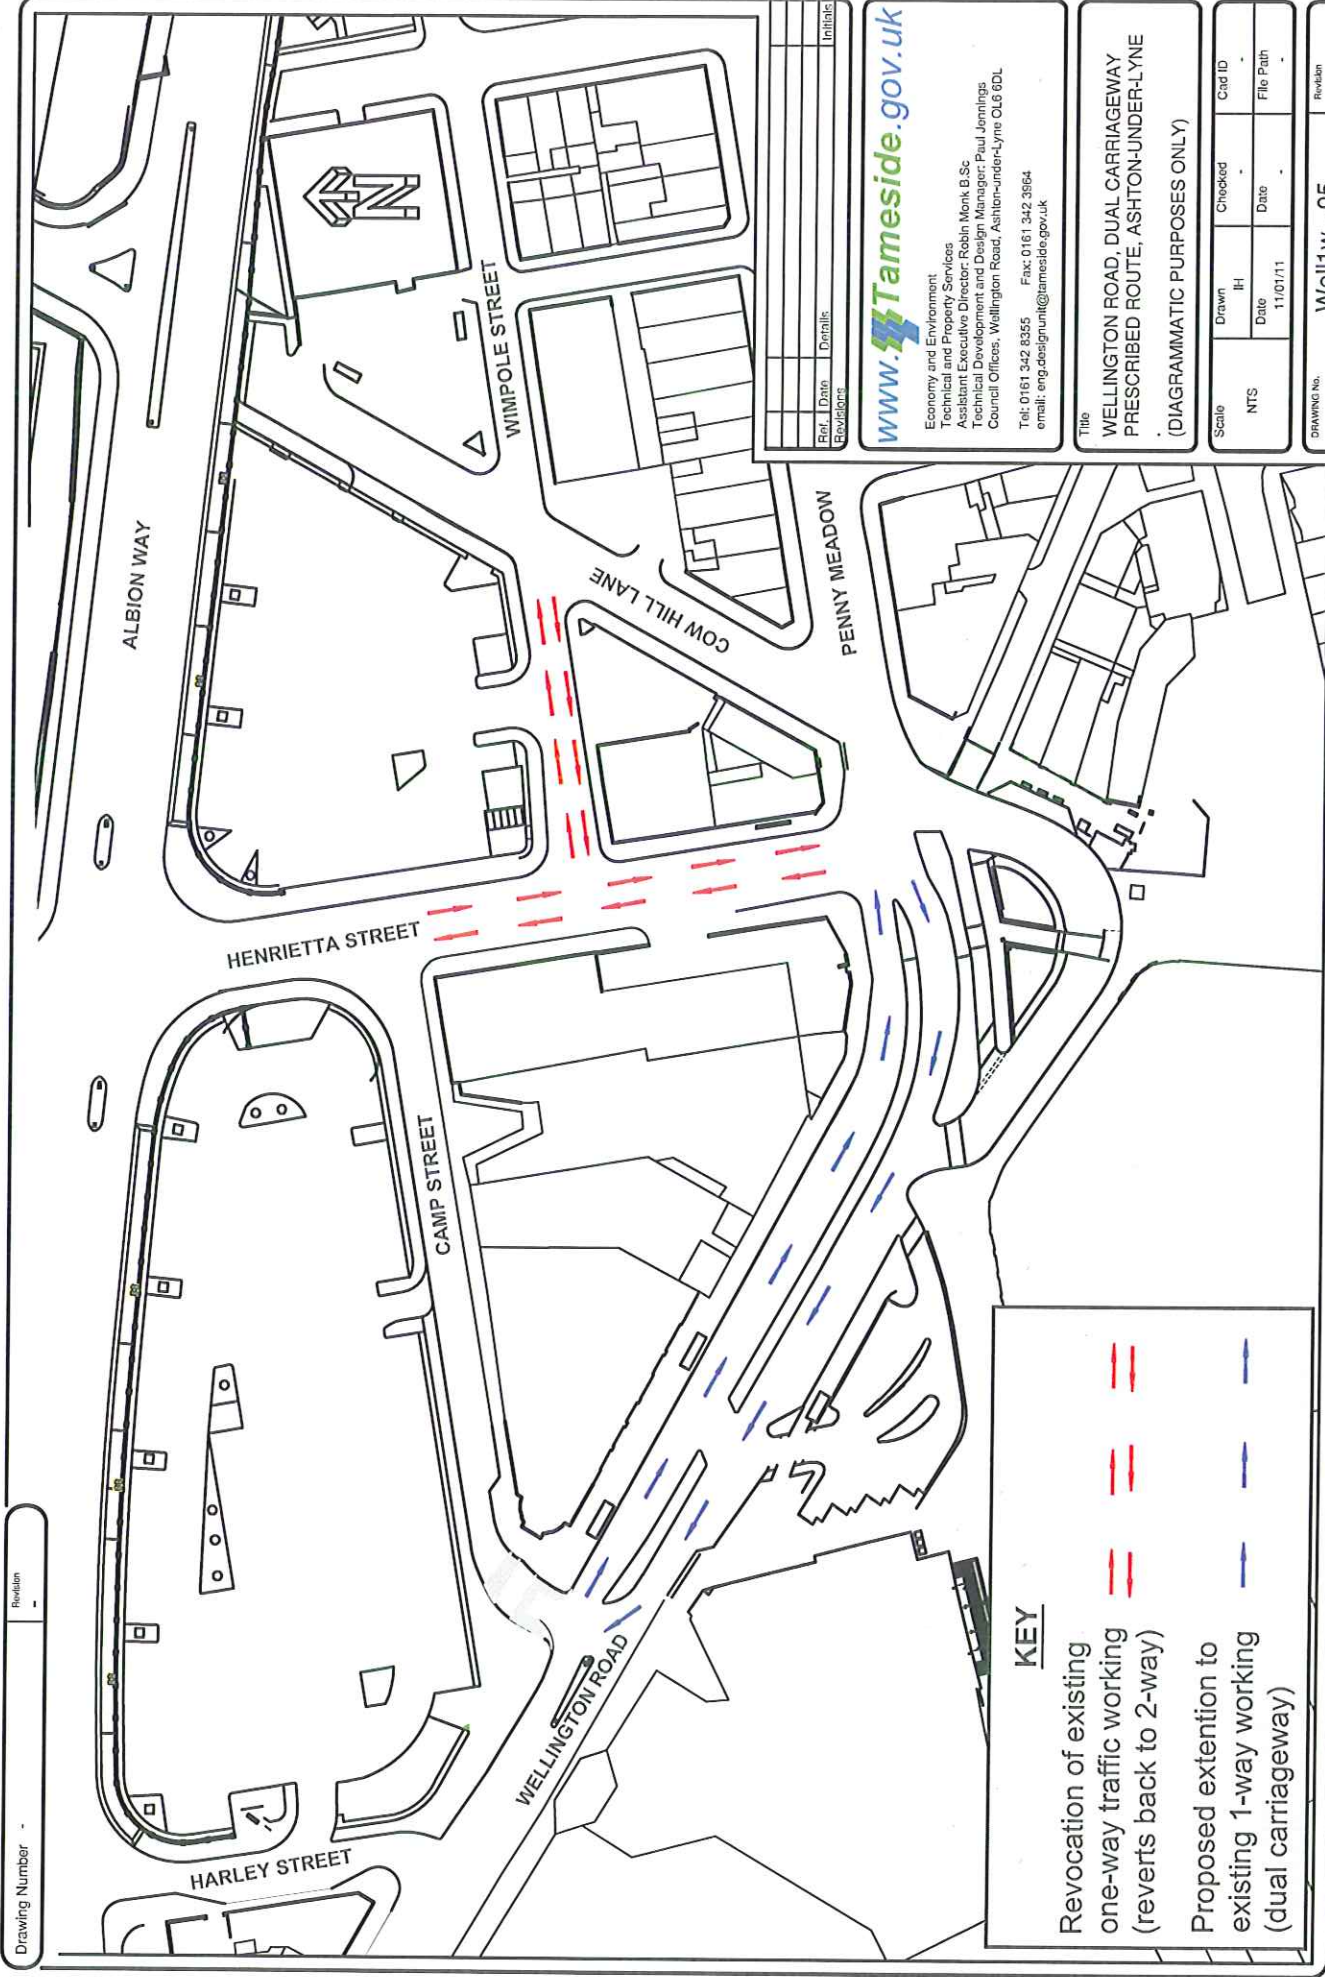 Drawing Number -
Revision
-
ALBION WAY
HENRIETTA STREET
CAMP STREET
HARLEY STREET
WELLINGTON ROAD
WIMPOLE STREET
COW HILL LANE
PENNY MEADOW
N
KEY
Revocation of existing
one-way traffic working
(reverts back to 2-way)
Proposed extention to
existing 1-way working
(dual carriageway)
Ref. Date Details Initials
Revisions
www.Tameside.gov.uk
Economy and Environment
Technical and Property Services
Assistant Executive Director: Robin Monk B.Sc
Technical Development and Design Manager: Paul Jennings
Council Offices, Wellington Road, Ashton-under-Lyne OL6 6DL
Tel: 0161 342 8355 Fax: 0161 342 3964
email: eng.designunit@tameside.gov.uk
Title
WELLINGTON ROAD, DUAL CARRIAGEWAY
PRESCRIBED ROUTE, ASHTON-UNDER-LYNE
(DIAGRAMMATIC PURPOSES ONLY)
Scale Drawn Checked Cad ID
NTS IH - -
Date Date File Path
11/01/11 - -
DRAWING No. Revision